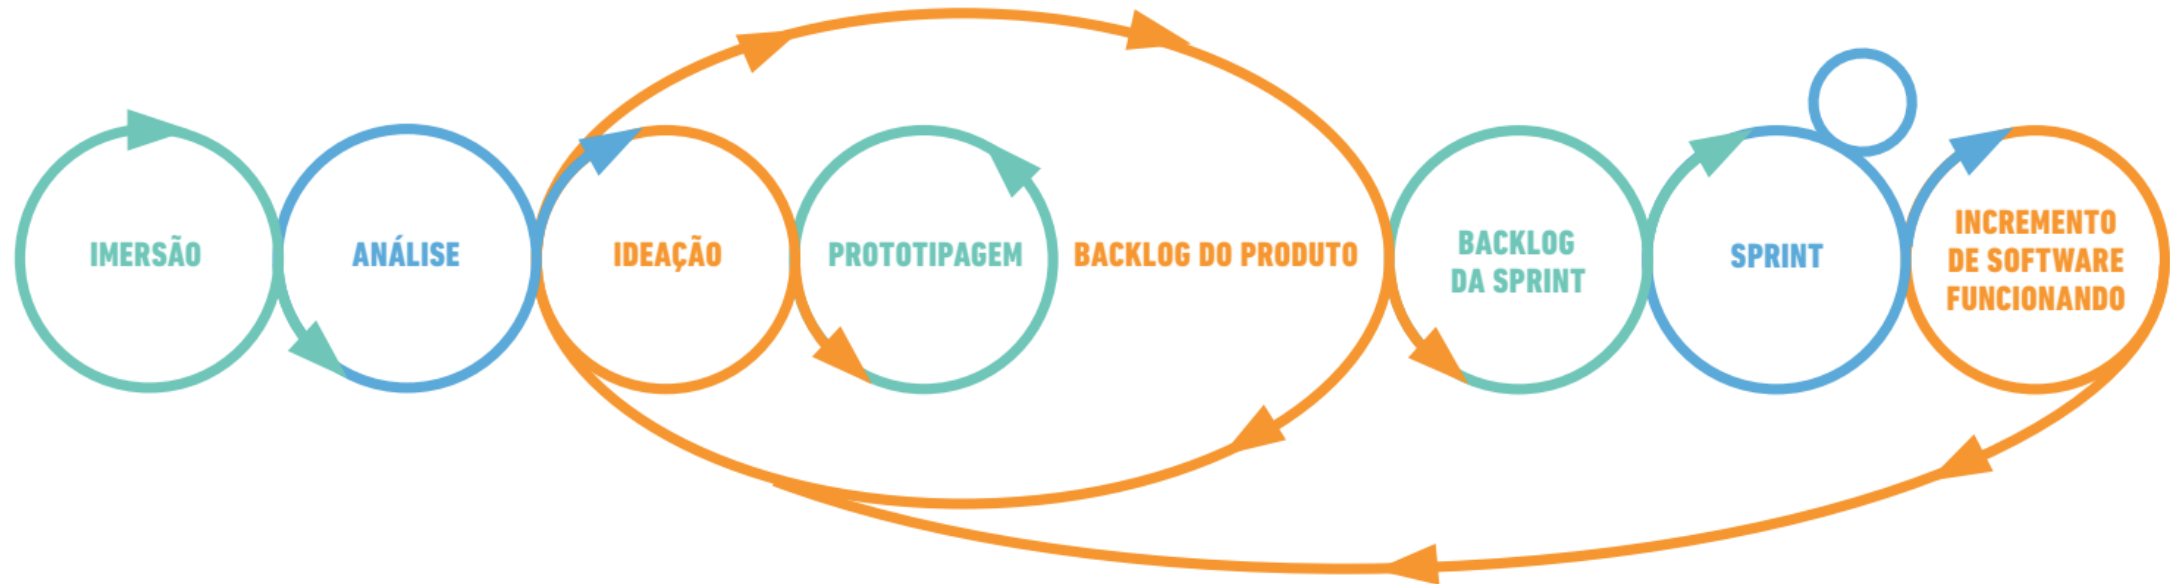 IMERSÃO
ANÁLISE
IDEAÇÃO
PROTOTIPAGEM
BACKLOG DO PRODUTO
BACKLOG
DA SPRINT
SPRINT
INCREMENTO
DE SOFTWARE
FUNCIONANDO